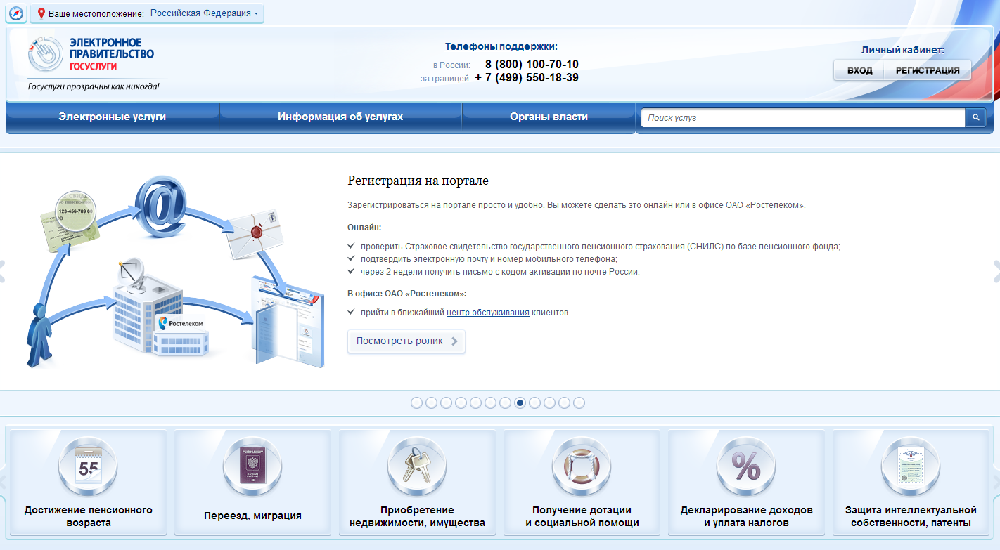 Ваше местоположение: Российская Федерация
ЭЛЕКТРОННОЕ
ПРАВИТЕЛЬСТВО
ГОСУСЛУГИ
Госуслуги прозрачны как никогда!
Телефоны поддержки:
в России: 8 (800) 100-70-10
за границей: + 7 (499) 550-18-39
Личный кабинет:
ВХОД РЕГИСТРАЦИЯ
Электронные услуги Информация об услугах Органы власти Поиск услуг
123-456-789 00
@
Ростелеком
Регистрация на портале
Зарегистрироваться на портале просто и удобно. Вы можете сделать это онлайн или в офисе ОАО «Ростелеком».
Онлайн:
проверить Страховое свидетельство государственного пенсионного страхования (СНИЛС) по базе пенсионного фонда;
подтвердить электронную почту и номер мобильного телефона;
через 2 недели получить письмо с кодом активации по почте России.
В офисе ОАО «Ростелеком»:
прийти в ближайший центр обслуживания клиентов.
Посмотреть ролик
55
Достижение пенсионного
возраста
Переезд, миграция
Приобретение
недвижимости, имущества
Получение дотации
и социальной помощи
%
Декларирование доходов
и уплата налогов
Защита интеллектуальной
собственности, патенты